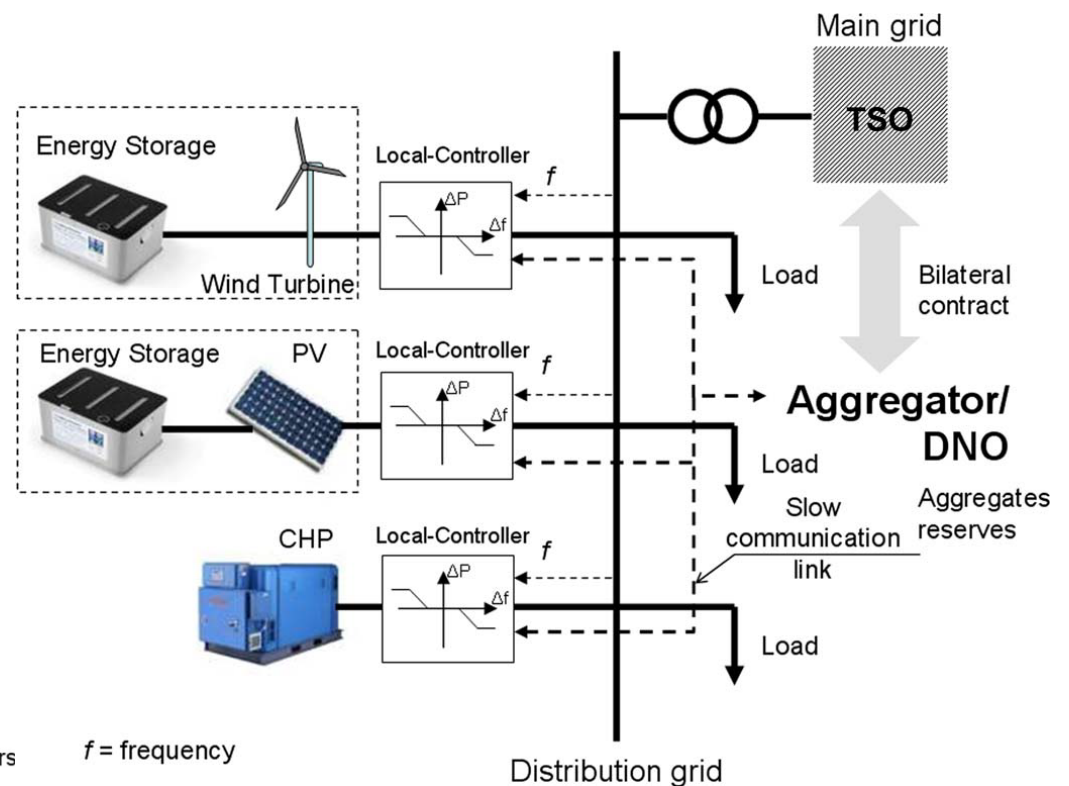 Main grid
TSO
Energy Storage
Local-Controller
f
ΔP
Δf
Wind Turbine
Load
Bilateral
contract
Energy Storage
PV
Local-Controller
f
ΔP
Δf
Aggregator/
DNO
Load
Aggregates
reserves
Slow
communication
link
CHP
Local-Controller
f
ΔP
Δf
Load
rs
f = frequency
Distribution grid